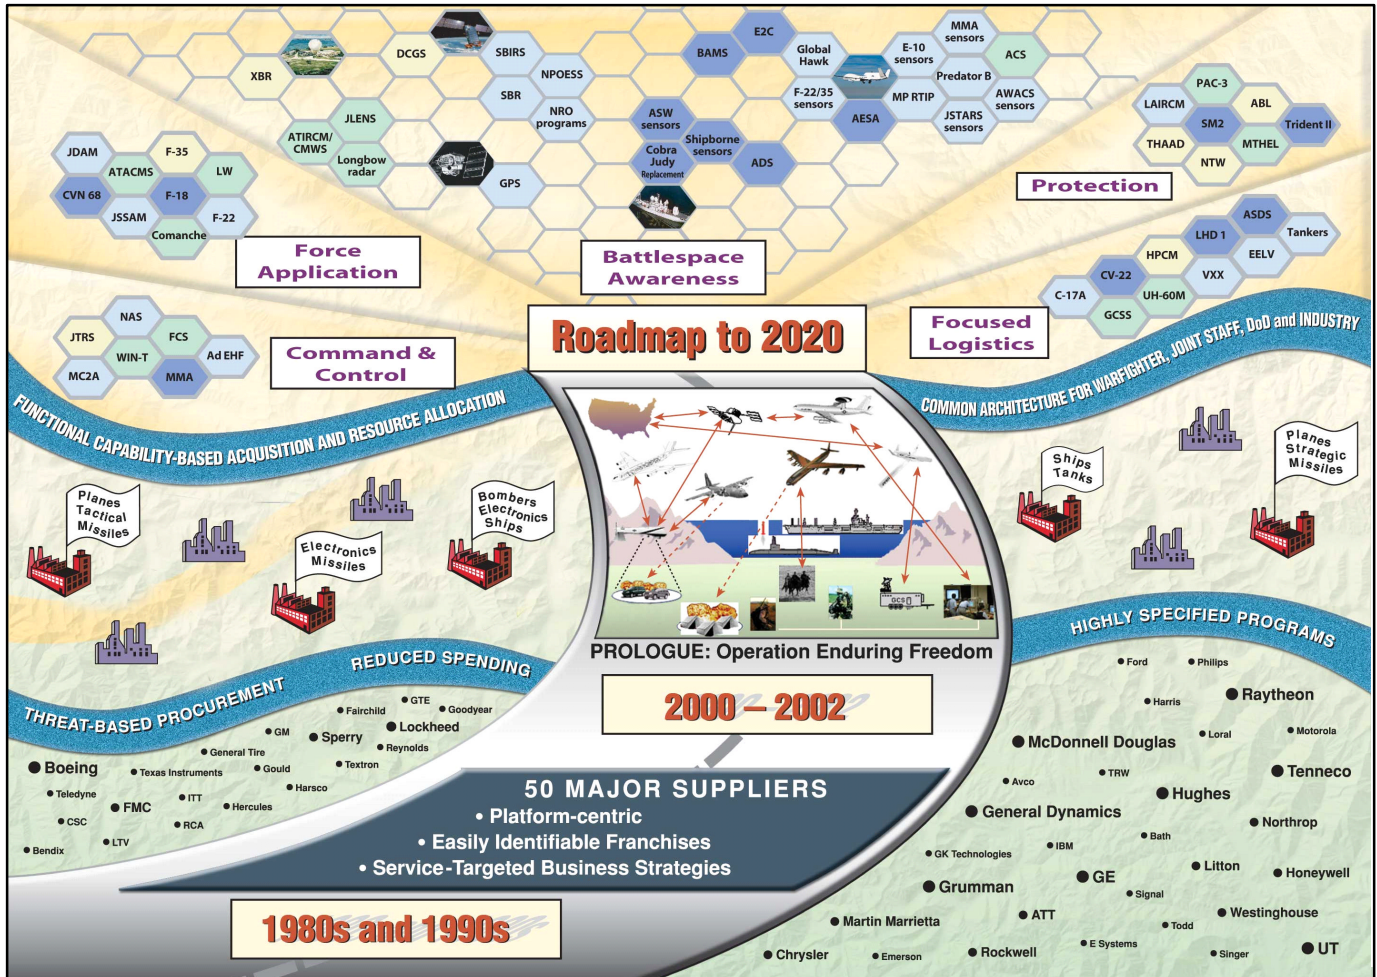 XBR
DCGS
SBIRS
SBR
NPOESS
NRO
programs
GPS
JLENS
ATIRCM/
CMWS
Longbow
radar
BAMS
E2C
Global
Hawk
F-22/35
sensors
E-10
sensors
MMA
sensors
ACS
Predator B
MP RTIP
AWACS
sensors
JSTARS
sensors
AESA
ASW
sensors
Shipborne
sensors
Cobra
Judy
Replacement
ADS
PAC-3
LAIRCM
ABL
SM2
Trident II
THAAD
MTHEL
NTW
Protection
JDAM
F-35
ATACMS
LW
CVN 68
F-18
JSSAM
F-22
Comanche
Force
Application
Battlespace
Awareness
ASDS
LHD 1
Tankers
HPCM
EELV
CV-22
VXX
C-17A
UH-60M
GCSS
Focused
Logistics
NAS
JTRS
FCS
WIN-T
Ad EHF
MC2A
MMA
Command &
Control
Roadmap to 2020
FUNCTIONAL CAPABILITY-BASED ACQUISITION AND RESOURCE ALLOCATION
COMMON ARCHITECTURE FOR WARFIGHTER, JOINT STAFF, DoD and INDUSTRY
Planes
Tactical
Missiles
Electronics
Missiles
Bombers
Electronics
Ships
Ships
Tanks
Planes
Strategic
Missiles
GCS
PROLOGUE: Operation Enduring Freedom
2000 – 2002
THREAT-BASED PROCUREMENT
REDUCED SPENDING
HIGHLY SPECIFIED PROGRAMS
GTE
Fairchild
Goodyear
Lockheed
GM
Sperry
Reynolds
General Tire
Textron
Boeing
Texas Instruments
Gould
Harsco
Teledyne
FMC
ITT
Hercules
CSC
RCA
LTV
Bendix
Ford
Philips
Harris
Raytheon
Loral
Motorola
McDonnell Douglas
TRW
Tenneco
Avco
Hughes
General Dynamics
Northrop
Bath
IBM
GK Technologies
Litton
Honeywell
GE
Grumman
Signal
Westinghouse
ATT
Martin Marrietta
Todd
E Systems
UT
Rockwell
Singer
Chrysler
Emerson
50 MAJOR SUPPLIERS
• Platform-centric
• Easily Identifiable Franchises
• Service-Targeted Business Strategies
1980s and 1990s